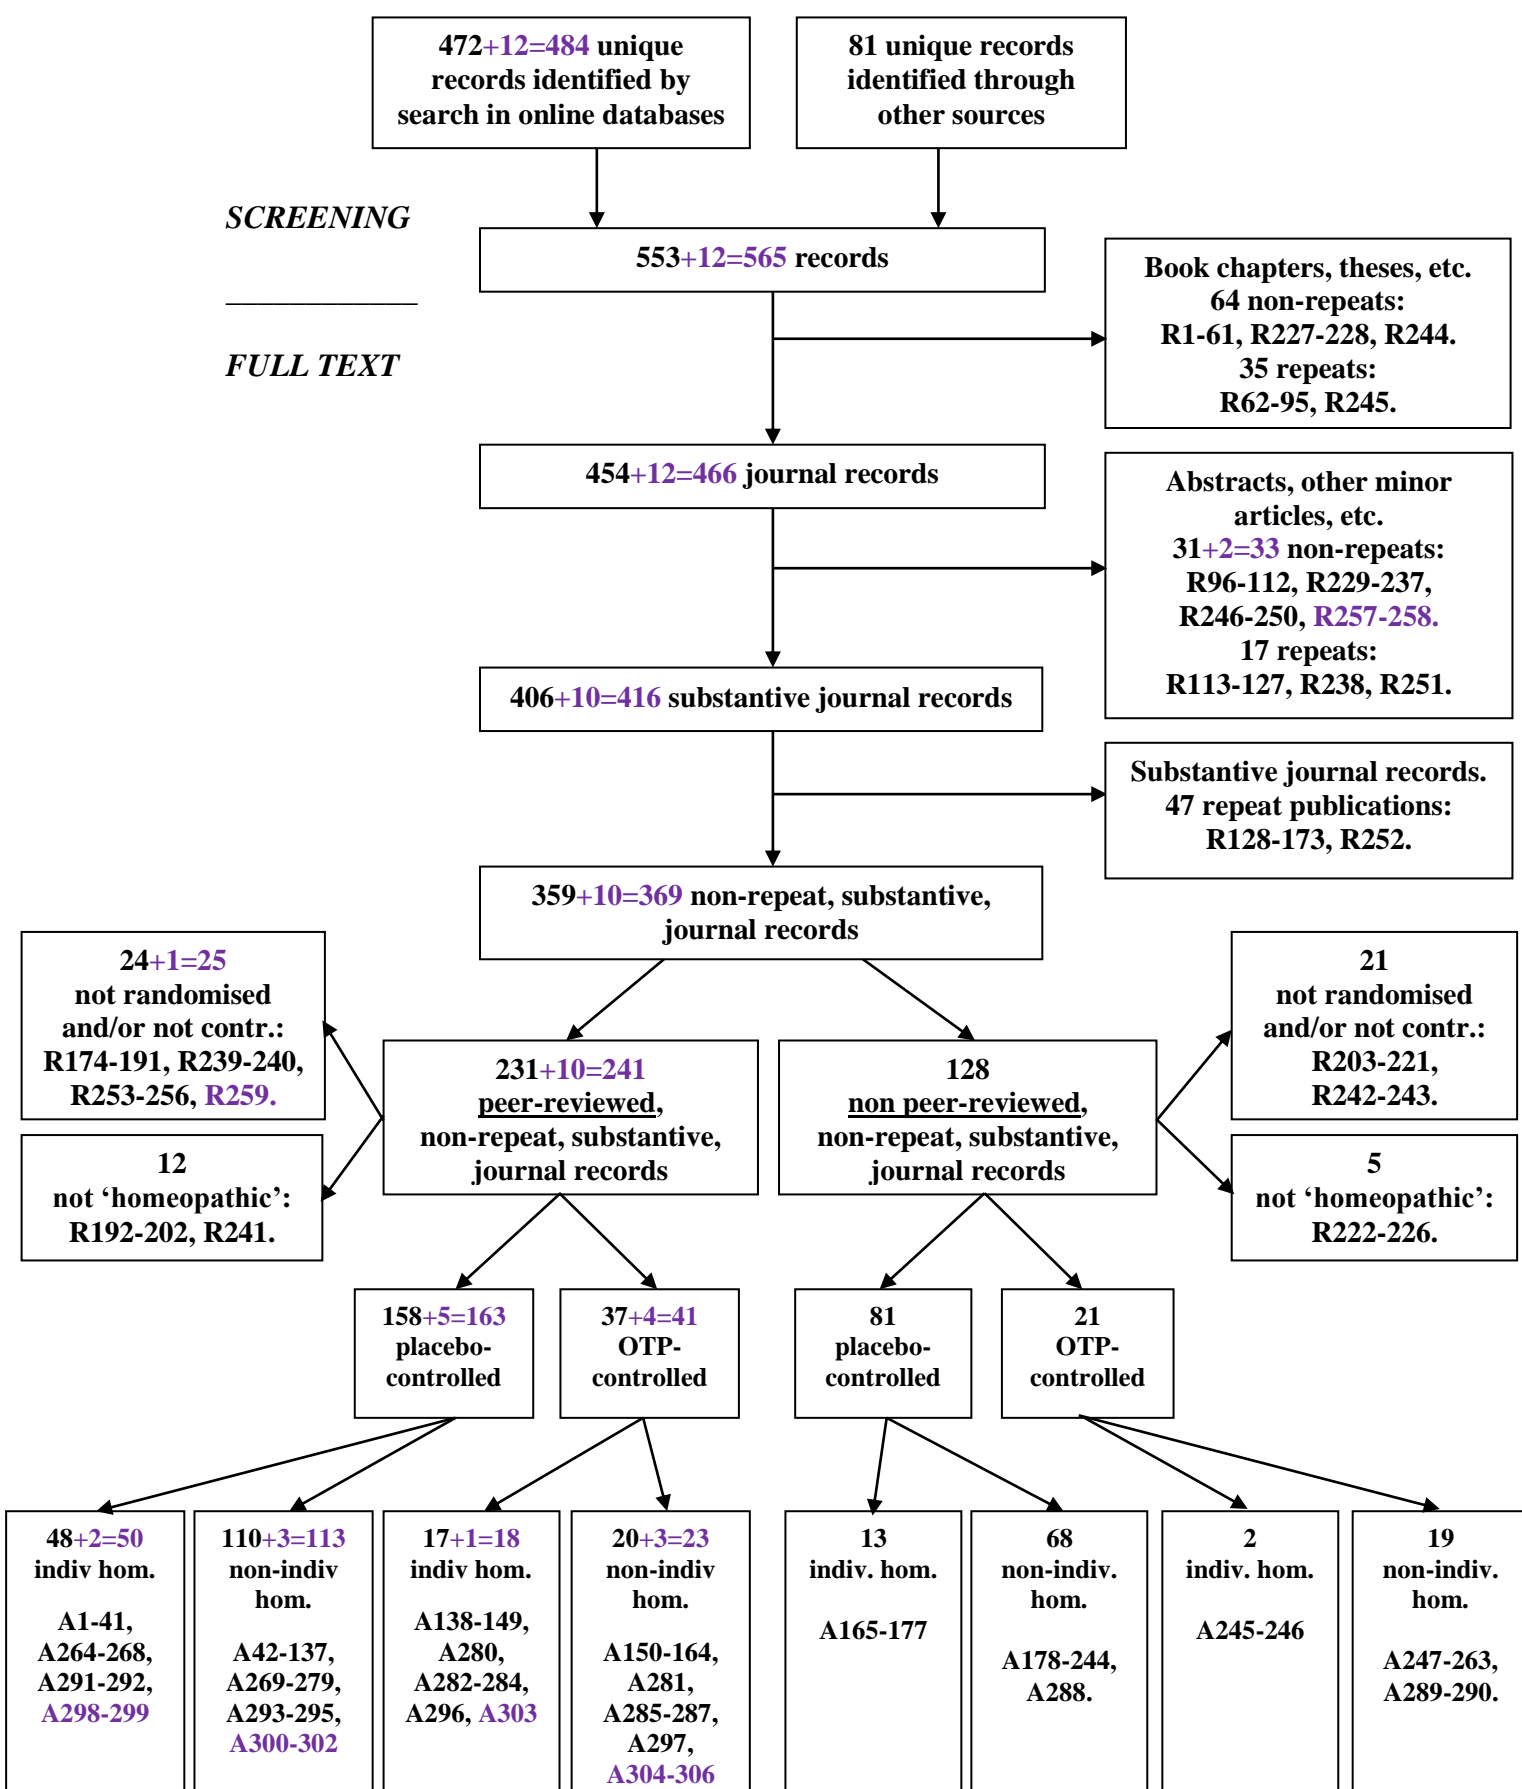 472+12=484 unique
records identified by
search in online databases
81 unique records
identified through
other sources
SCREENING
553+12=565 records
FULL TEXT
Book chapters, theses, etc.
64 non-repeats:
R1-61, R227-228, R244.
35 repeats:
R62-95, R245.
454+12=466 journal records
Abstracts, other minor
articles, etc.
31+2=33 non-repeats:
R96-112, R229-237,
R246-250, R257-258.
17 repeats:
R113-127, R238, R251.
406+10=416 substantive journal records
Substantive journal records.
47 repeat publications:
R128-173, R252.
359+10=369 non-repeat, substantive,
journal records
24+1=25
not randomised
and/or not contr.:
R174-191, R239-240,
R253-256, R259.
12
not ‘homeopathic’:
R192-202, R241.
231+10=241
peer-reviewed,
non-repeat, substantive,
journal records
128
non peer-reviewed,
non-repeat, substantive,
journal records
21
not randomised
and/or not contr.:
R203-221,
R242-243.
5
not ‘homeopathic’:
R222-226.
158+5=163
placebo-
controlled
37+4=41
OTP-
controlled
81
placebo-
controlled
21
OTP-
controlled
48+2=50
indiv hom.
A1-41,
A264-268,
A291-292,
A298-299
110+3=113
non-indiv
hom.
A42-137,
A269-279,
A293-295,
A300-302
17+1=18
indiv hom.
A138-149,
A280,
A282-284,
A296, A303
20+3=23
non-indiv
hom.
A150-164,
A281,
A285-287,
A297,
A304-306
13
indiv. hom.
A165-177
68
non-indiv.
hom.
A178-244,
A288.
2
indiv. hom.
A245-246
19
non-indiv.
hom.
A247-263,
A289-290.